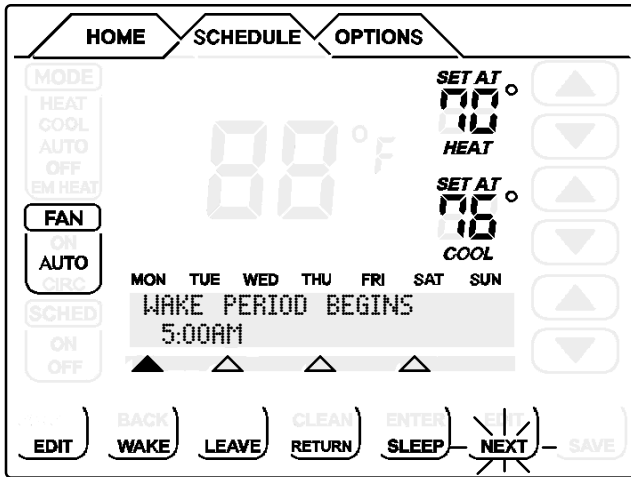 HOME SCHEDULE OPTIONS
MODE
HEAT
COOL
AUTO
OFF
EM HEAT
88°F
SET AT
70°
HEAT
SET AT
76°
COOL
FAN
ON
AUTO
CIRC
SCHED
ON
OFF
MON TUE WED THU FRI SAT SUN
WAKE PERIOD BEGINS
5:00AM
BACK CLEAN ENTER EDIT
EDIT WAKE LEAVE RETURN SLEEP NEXT SAVE